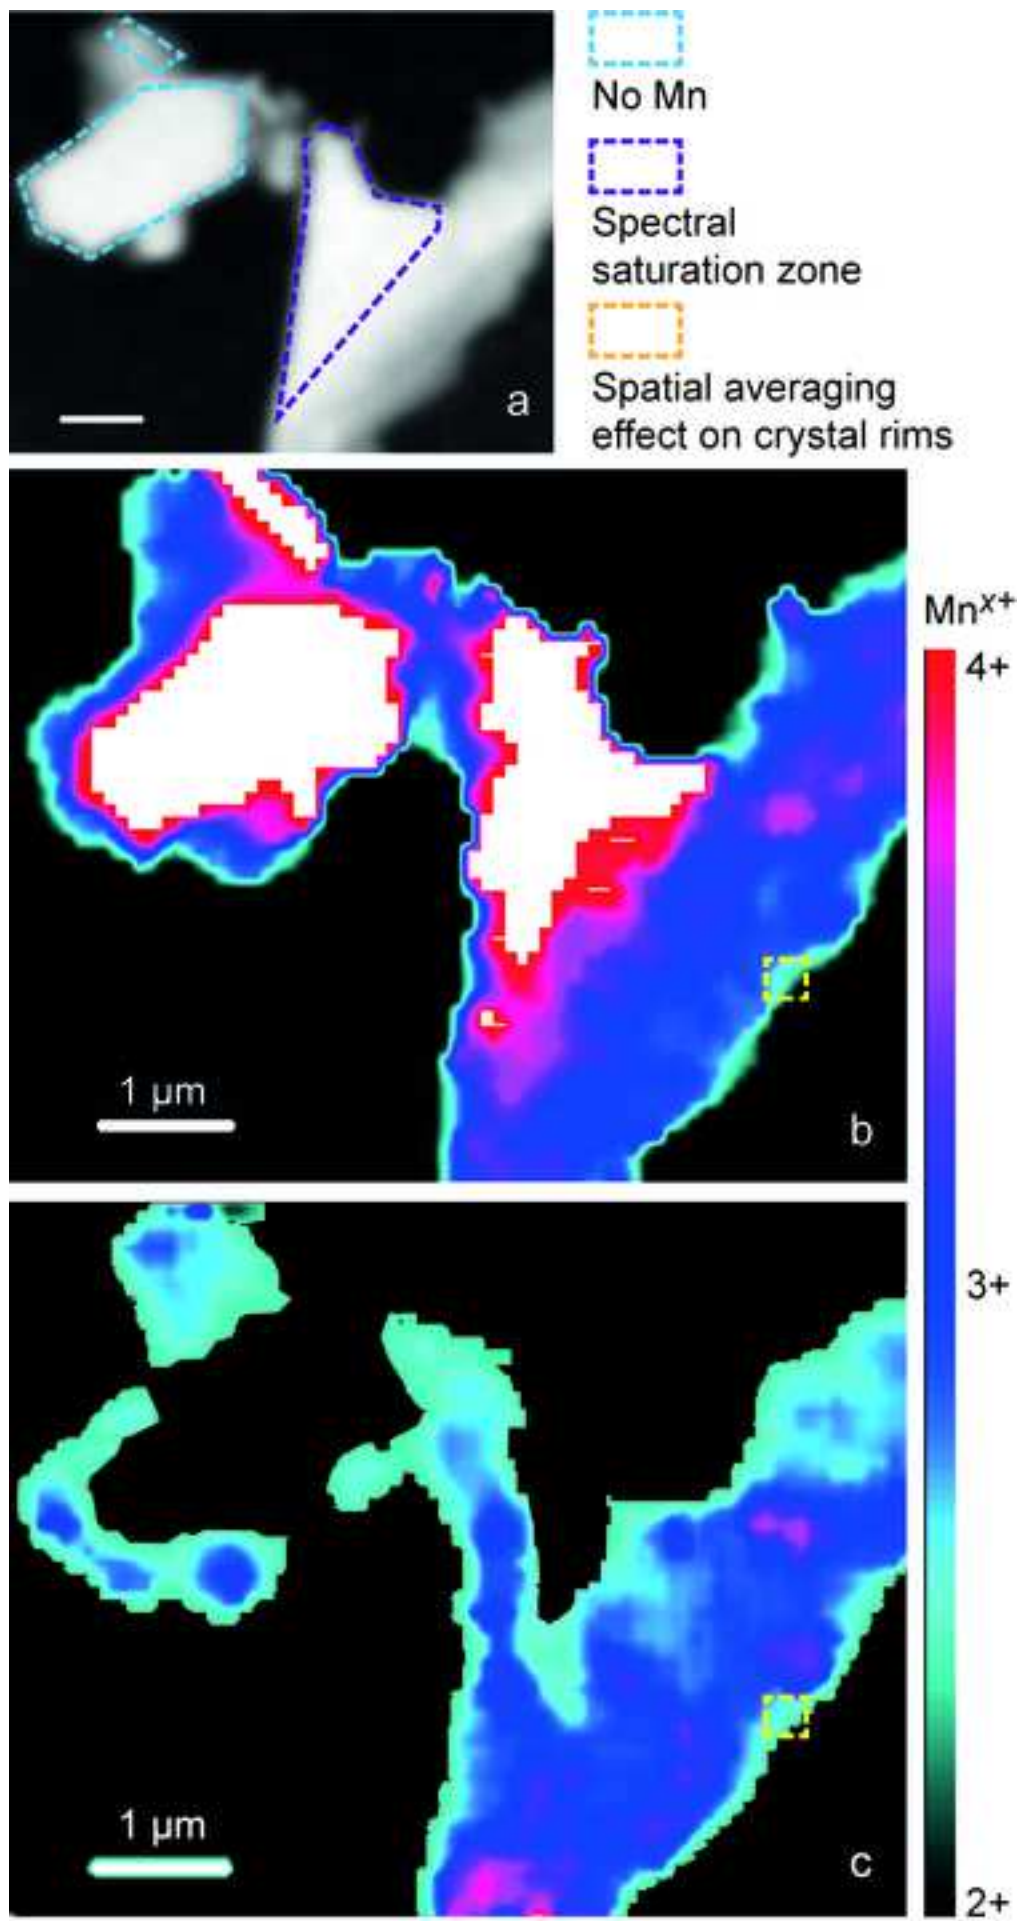 No Mn
Spectral
saturation zone
Spatial averaging
effect on crystal rims
a
Mnˣ⁺
4+
1 µm
b
3+
1 µm
c
2+